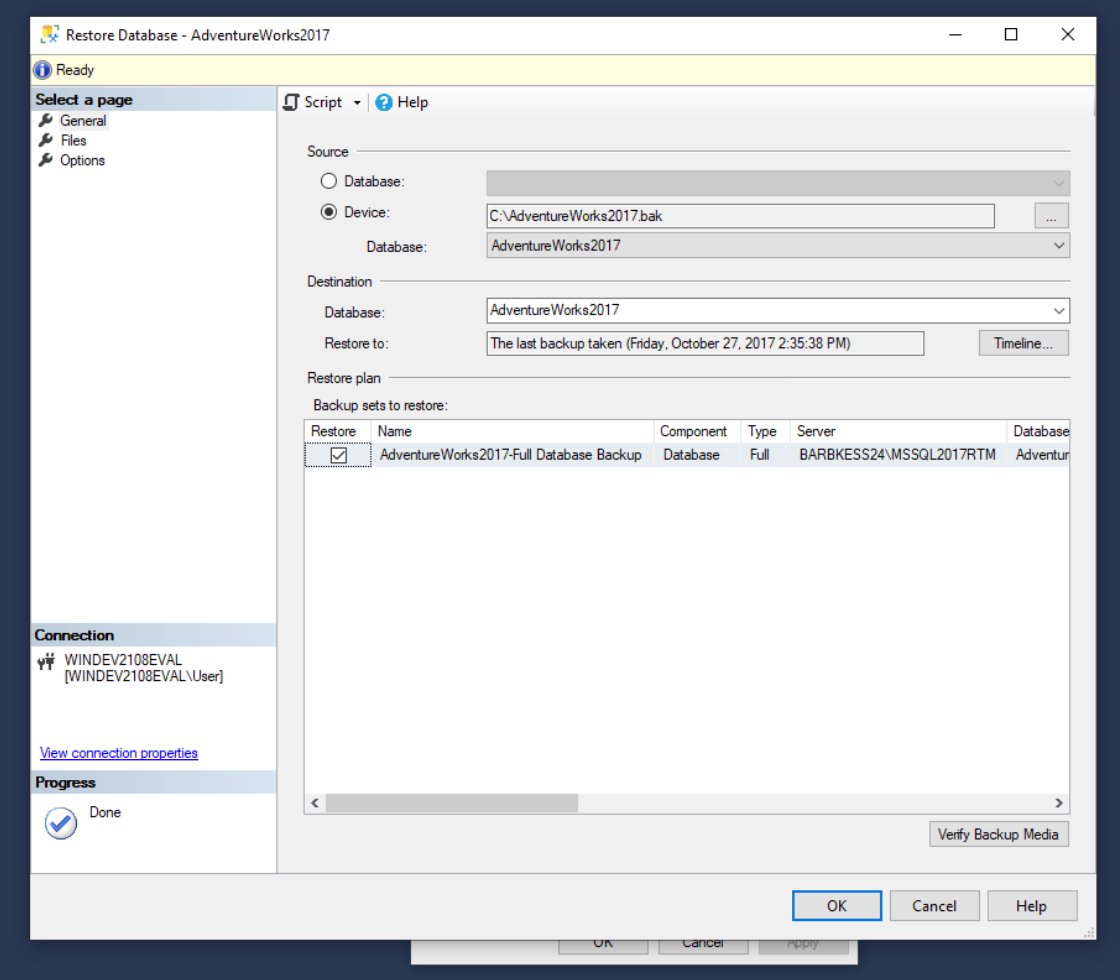 Restore Database - AdventureWorks2017
Ready
Select a page
General
Files
Options
Script
Help
Source
Database:
Device: C:\AdventureWorks2017.bak ...
Database: AdventureWorks2017
Destination
Database: AdventureWorks2017
Restore to: The last backup taken (Friday, October 27, 2017 2:35:38 PM) Timeline...
Restore plan
Backup sets to restore:
Restore Name Component Type Server Database
AdventureWorks2017-Full Database Backup Database Full BARBKESS24\MSSQL2017RTM Adventur
Connection
WINDEV2108EVAL
[WINDEV2108EVAL\User]
View connection properties
Progress
Done
Verify Backup Media
OK Cancel Help
OK Cancel Apply